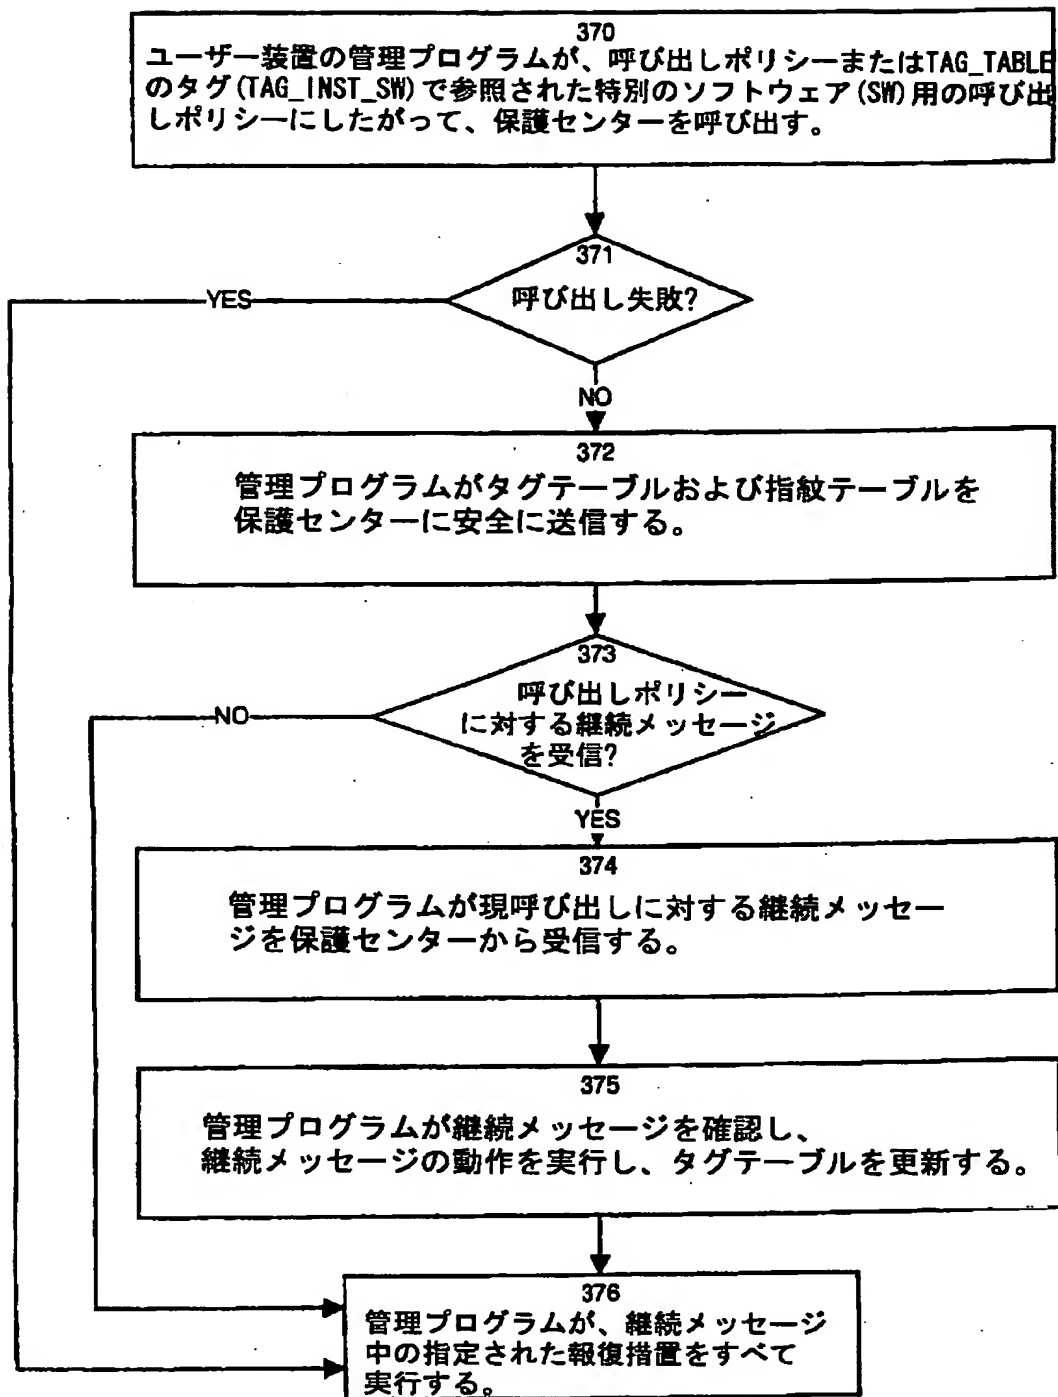 370
ユーザー装置の管理プログラムが、呼び出しポリシーまたはTAG_TABLE
のタグ(TAG_INST_SW)で参照された特別のソフトウェア(SW)用の呼び出
しポリシーにしたがって、保護センターを呼び出す。
371
呼び出し失敗?
YES
NO
372
管理プログラムがタグテーブルおよび指紋テーブルを
保護センターに安全に送信する。
373
呼び出しポリシー
に対する継続メッセージ
を受信?
NO
YES
374
管理プログラムが現呼び出しに対する継続メッセー
ジを保護センターから受信する。
375
管理プログラムが継続メッセージを確認し、
継続メッセージの動作を実行し、タグテーブルを更新する。
376
管理プログラムが、継続メッセージ
中の指定された報復措置をすべて
実行する。